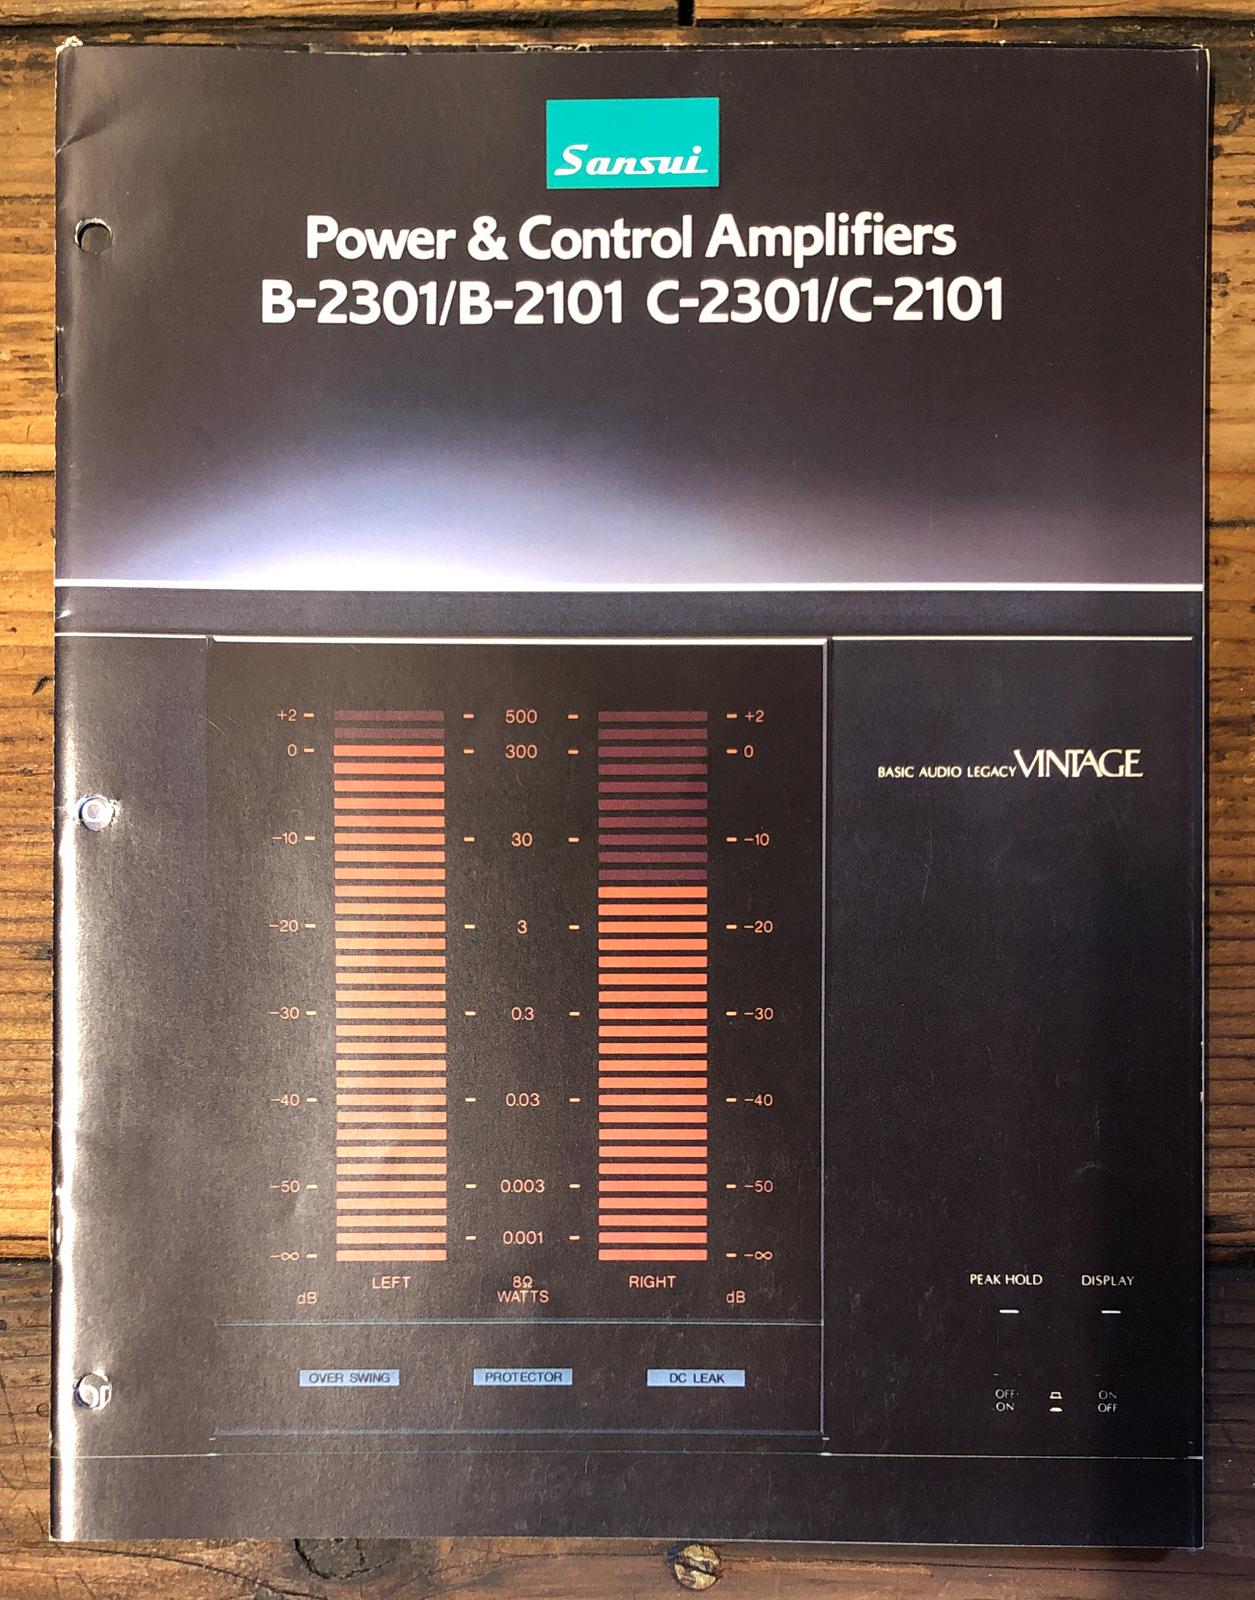 Sansui
Power & Control Amplifiers
B-2301/B-2101 C-2301/C-2101
BASIC AUDIO LEGACY VINTAGE
+2 500 +2
0 300 0
-10 30 -10
-20 3 -20
-30 0.3 -30
-40 0.03 -40
-50 0.003 -50
0.001
-∞ -∞
LEFT 8Ω RIGHT
dB WATTS dB
PEAK HOLD DISPLAY
OVER SWING PROTECTOR DC LEAK
OFF ON
ON OFF